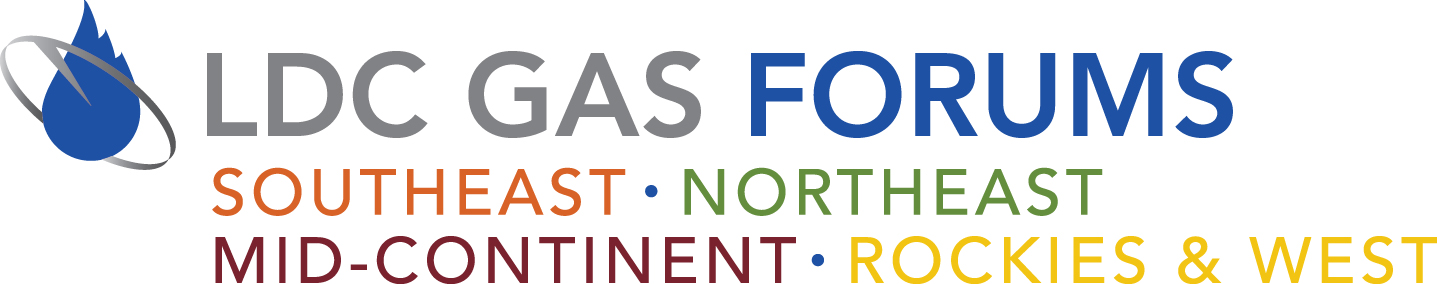 LDC GAS FORUMS
SOUTHEAST · NORTHEAST
MID-CONTINENT · ROCKIES & WEST